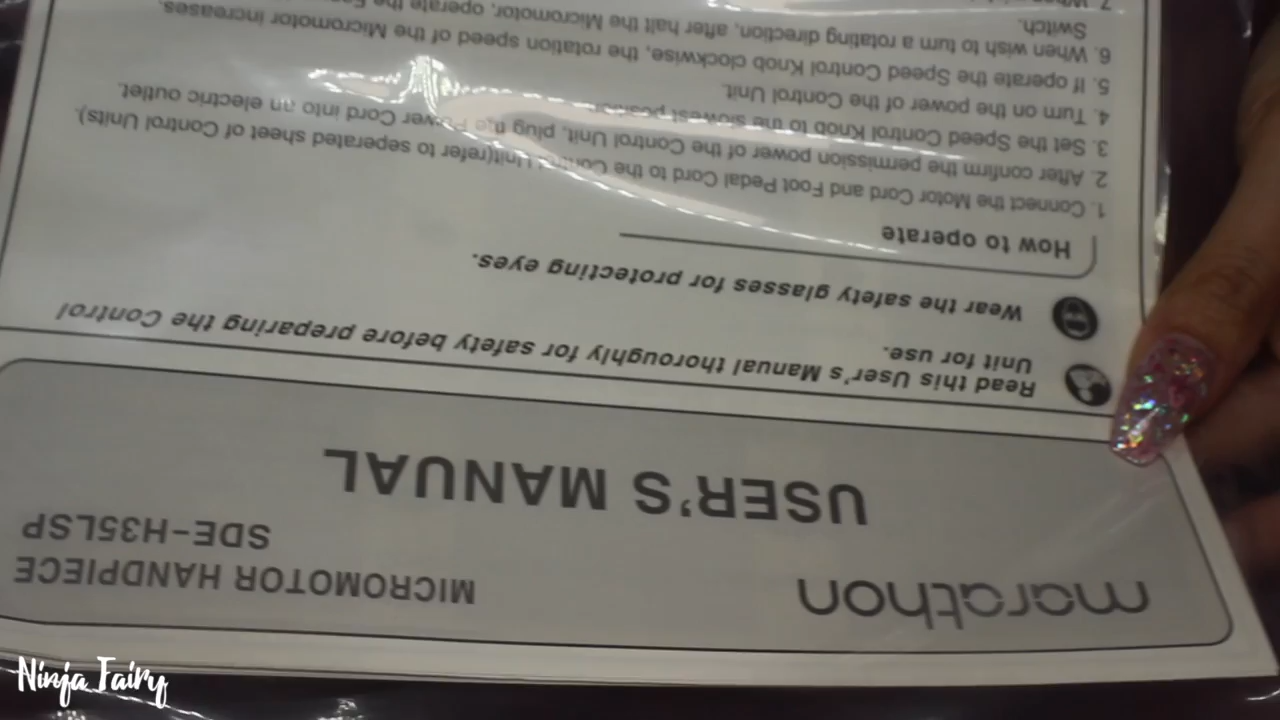 marathon
MICROMOTOR HANDPIECE
SDE-H35LSP
USER'S MANUAL
Read this User's Manual thoroughly for safety before preparing the Control
Unit for use.
Wear the safety glasses for protecting eyes.
How to operate
1. Connect the Motor Cord and Foot Pedal Cord to the Control Unit(refer to seperated sheet of Control Units).
2. After confirm the permission power of the Control Unit, plug the Power Cord into an electric outlet.
3. Set the Speed Control Knob to the slowest position.
4. Turn on the power of the Control Unit.
5. If operate the Speed Control Knob clockwise, the rotation speed of the Micromotor increases.
6. When wish to turn a rotating direction, after halt the Micromotor, operate the
Switch.
7. When
Ninja Fairy